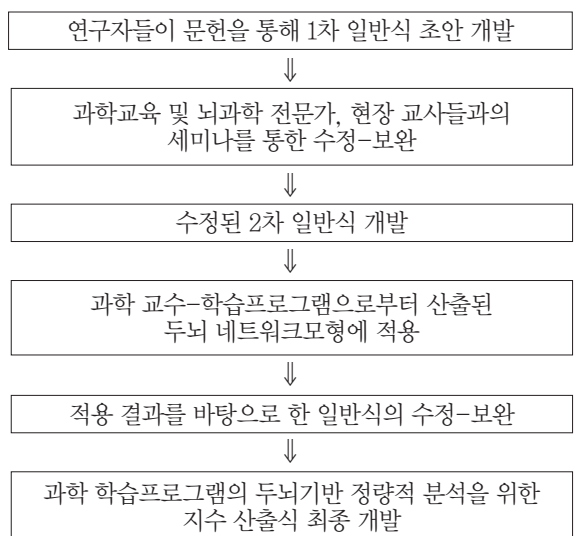 연구자들이 문헌을 통해 1차 일반식 초안 개발
⇓
과학교육 및 뇌과학 전문가, 현장 교사들과의
세미나를 통한 수정-보완
⇓
수정된 2차 일반식 개발
⇓
과학 교수-학습프로그램으로부터 산출된
두뇌 네트워크모형에 적용
⇓
적용 결과를 바탕으로 한 일반식의 수정-보완
⇓
과학 학습프로그램의 두뇌기반 정량적 분석을 위한
지수 산출식 최종 개발